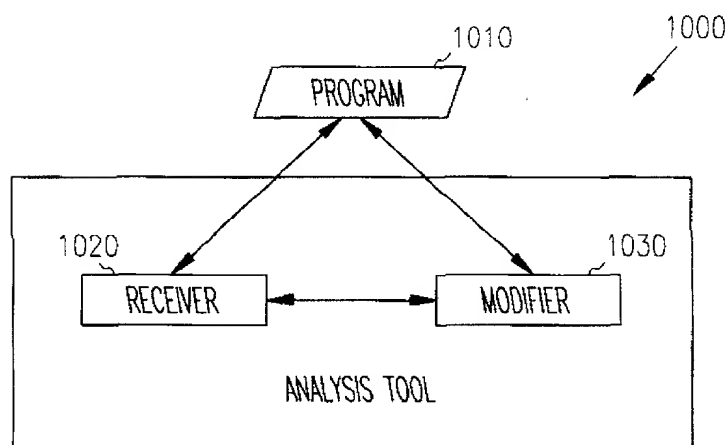 1010
1000
PROGRAM
1020
1030
RECEIVER
MODIFIER
ANALYSIS TOOL